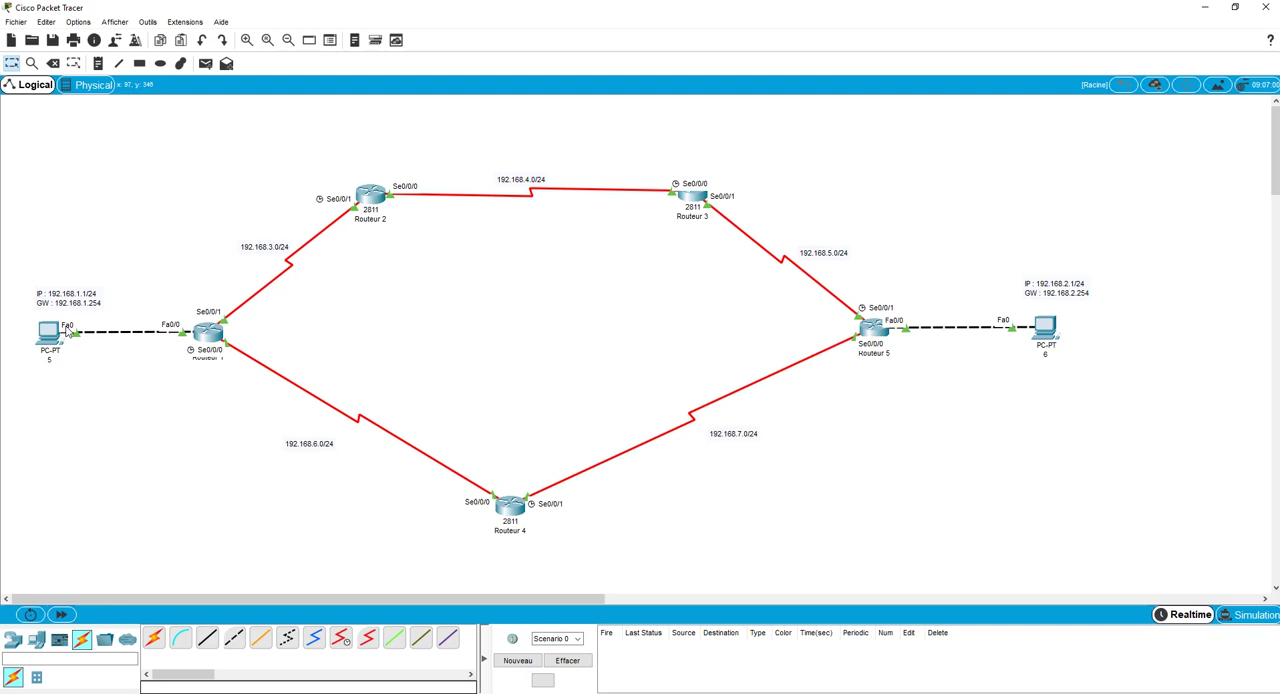 Cisco Packet Tracer
Fichier Editer Options Afficher Outils Extensions Aide
?
Logical Physical x: 97, y: 348 [Racine] 09:07:00
192.168.4.0/24
Se0/0/0 Se0/0/0
Se0/0/1 Se0/0/1
2811 2811
Routeur 2 Routeur 3
192.168.3.0/24 192.168.5.0/24
IP : 192.168.1.1/24
GW : 192.168.1.254
IP : 192.168.2.1/24
GW : 192.168.2.254
Se0/0/1 Se0/0/1
Fa0 Fa0/0 Fa0/0 Fa0
Se0/0/0 Se0/0/0
PC-PT
5
Routeur 5
PC-PT
6
192.168.6.0/24 192.168.7.0/24
Se0/0/0 Se0/0/1
2811
Routeur 4
Realtime Simulation
Scenario 0
Nouveau Effacer
Fire Last Status Source Destination Type Color Time(sec) Periodic Num Edit Delete